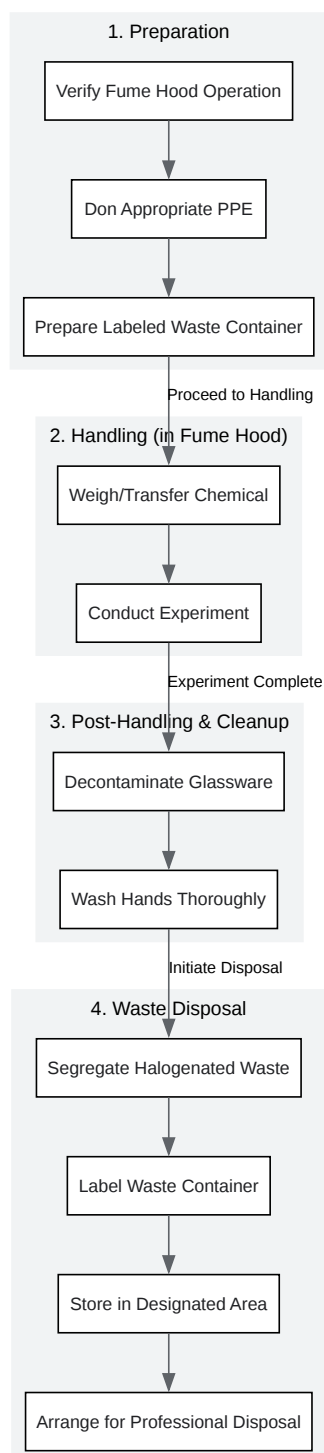 1. Preparation
Verify Fume Hood Operation
Don Appropriate PPE
Prepare Labeled Waste Container
Proceed to Handling
2. Handling (in Fume Hood)
Weigh/Transfer Chemical
Conduct Experiment
Experiment Complete
3. Post-Handling & Cleanup
Decontaminate Glassware
Wash Hands Thoroughly
Initiate Disposal
4. Waste Disposal
Segregate Halogenated Waste
Label Waste Container
Store in Designated Area
Arrange for Professional Disposal